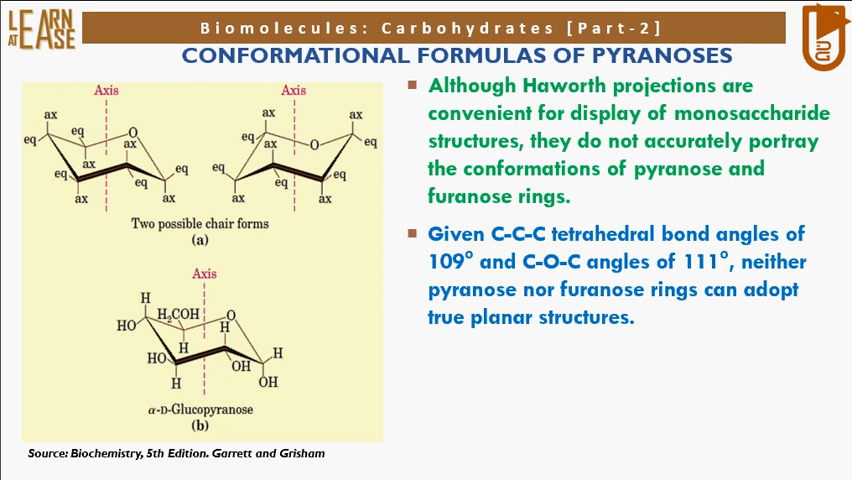 LEARN
AT EASE
Biomolecules: Carbohydrates [Part-2]
CONFORMATIONAL FORMULAS OF PYRANOSES
Axis
Axis
ax
eq
eq
O
ax
ax
eq
eq
eq
ax
ax
ax
ax
eq
O
ax
eq
eq
eq
eq
ax
ax
Two possible chair forms
(a)
Axis
H
H₂COH
O
HO
H
H
HO
H
H
OH
OH
α-D-Glucopyranose
(b)
Source: Biochemistry, 5th Edition. Garrett and Grisham
■ Although Haworth projections are
convenient for display of monosaccharide
structures, they do not accurately portray
the conformations of pyranose and
furanose rings.
■ Given C-C-C tetrahedral bond angles of
109° and C-O-C angles of 111°, neither
pyranose nor furanose rings can adopt
true planar structures.